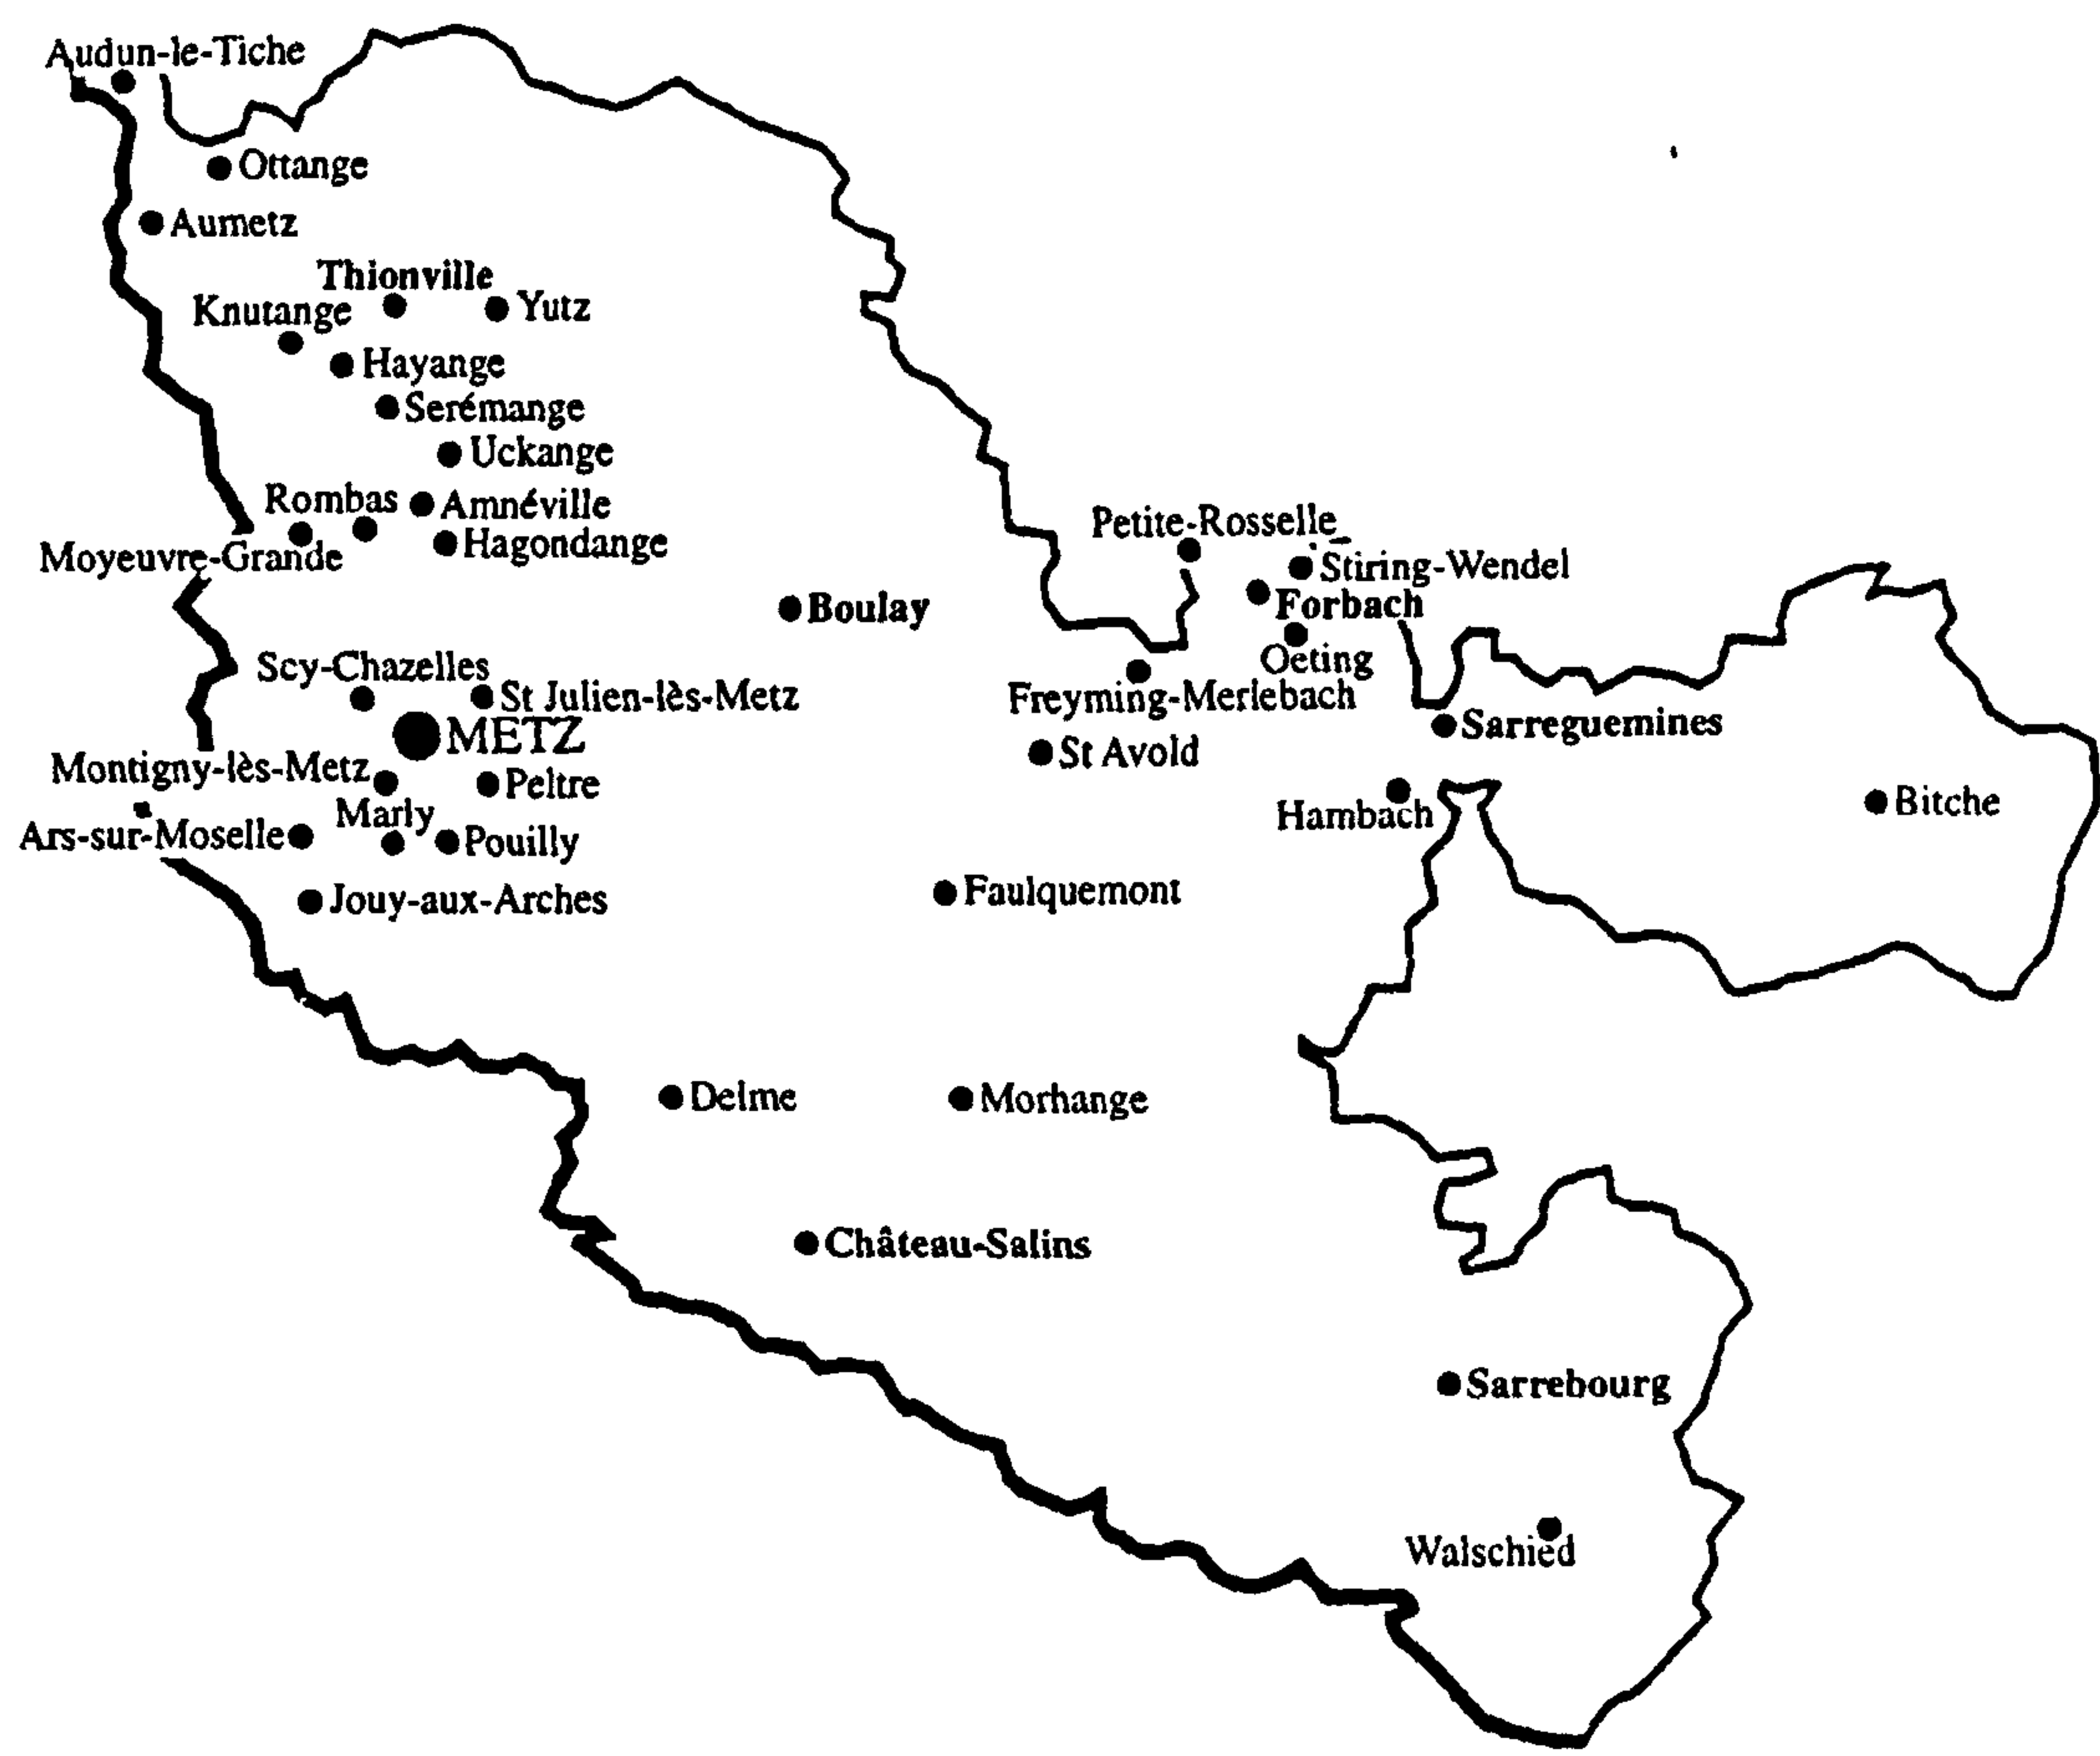 Audun-le-Tiche
Ottange
Aumetz
Thionville
Knutange
Yutz
Hayange
Serémange
Uckange
Rombas
Amnéville
Moyeuvre-Grande
Hagondange
Petite-Rosselle
Stiring-Wendel
Boulay
Forbach
Oeting
Scy-Chazelles
St Julien-lès-Metz
Freyming-Merlebach
METZ
Sarreguemines
St Avold
Montigny-lès-Metz
Peltre
Hambach
Bitche
Marly
Ars-sur-Moselle
Pouilly
Jouy-aux-Arches
Faulquemont
Delme
Morhange
Château-Salins
Sarrebourg
Walschied